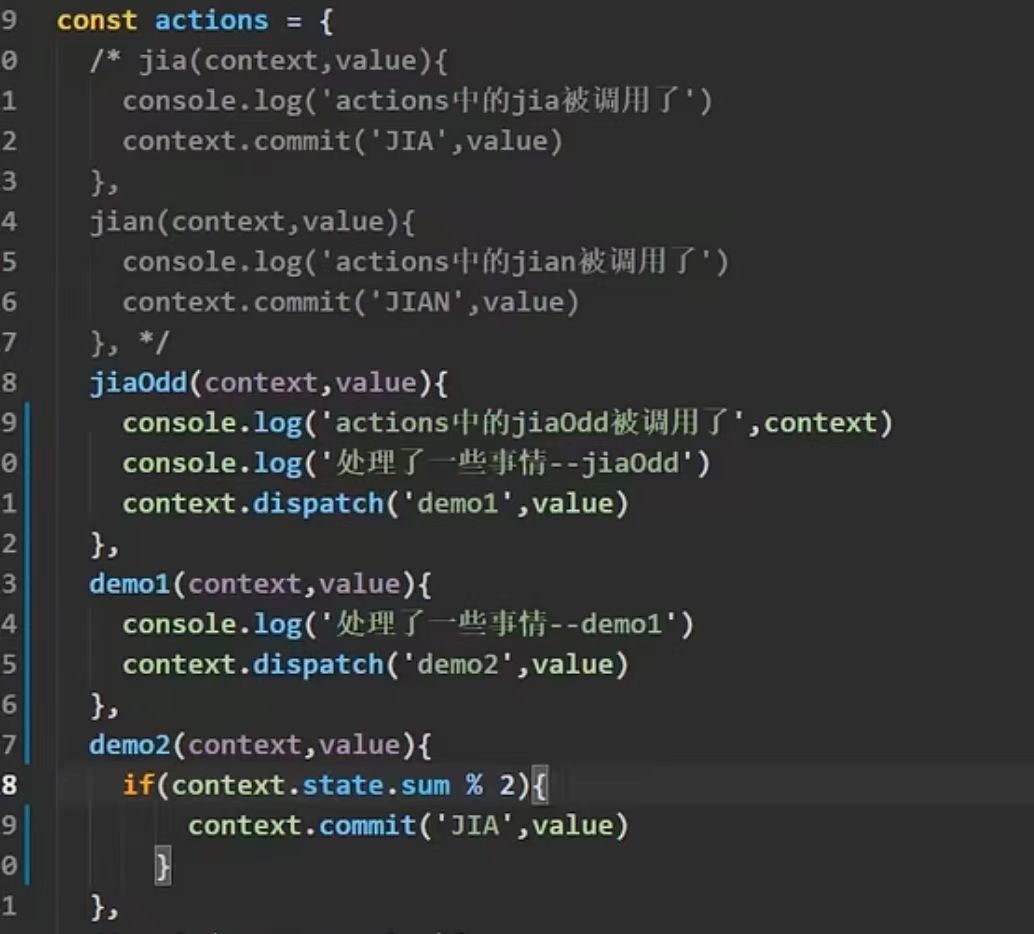 9 const actions = {
0 /* jia(context,value){
1 console.log('actions中的jia被调用了')
2 context.commit('JIA',value)
3 },
4 jian(context,value){
5 console.log('actions中的jian被调用了')
6 context.commit('JIAN',value)
7 }, */
8 jiaOdd(context,value){
9 console.log('actions中的jiaOdd被调用了',context)
0 console.log('处理了一些事情--jiaOdd')
1 context.dispatch('demo1',value)
2 },
3 demo1(context,value){
4 console.log('处理了一些事情--demo1')
5 context.dispatch('demo2',value)
6 },
7 demo2(context,value){
8 if(context.state.sum % 2){
9 context.commit('JIA',value)
0 }
1 },